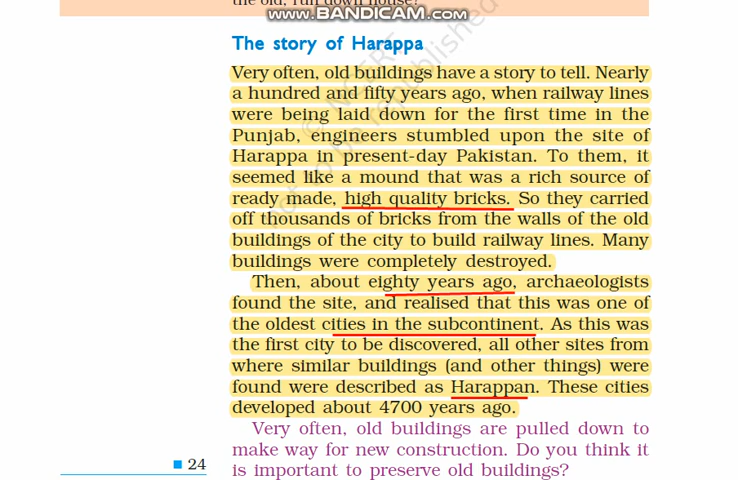 the old, run down house?
www.BANDICAM.com
The story of Harappa
Very often, old buildings have a story to tell. Nearly
a hundred and fifty years ago, when railway lines
were being laid down for the first time in the
Punjab, engineers stumbled upon the site of
Harappa in present-day Pakistan. To them, it
seemed like a mound that was a rich source of
ready made, high quality bricks. So they carried
off thousands of bricks from the walls of the old
buildings of the city to build railway lines. Many
buildings were completely destroyed.
Then, about eighty years ago, archaeologists
found the site, and realised that this was one of
the oldest cities in the subcontinent. As this was
the first city to be discovered, all other sites from
where similar buildings (and other things) were
found were described as Harappan. These cities
developed about 4700 years ago.
Very often, old buildings are pulled down to
make way for new construction. Do you think it
is important to preserve old buildings?
24
© NCERT
not to be republished